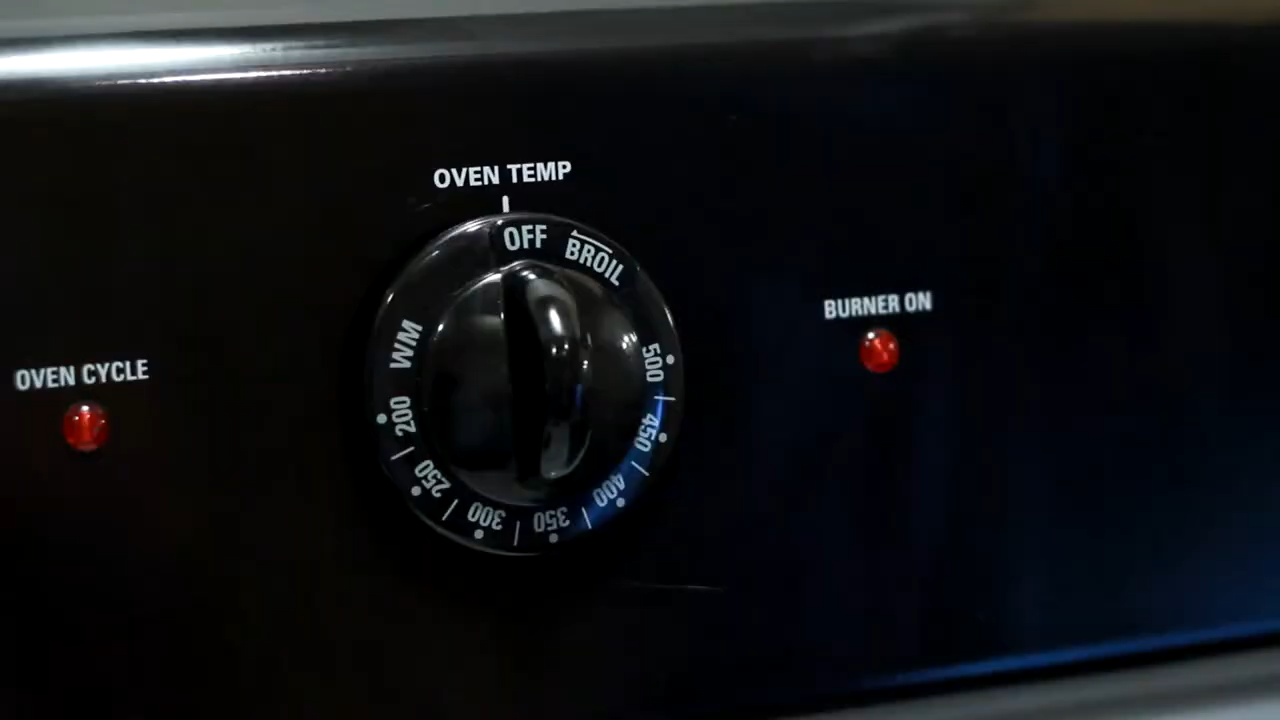 OVEN TEMP
OFF
BROIL
500
450
400
350
300
250
200
WM
OVEN CYCLE
BURNER ON